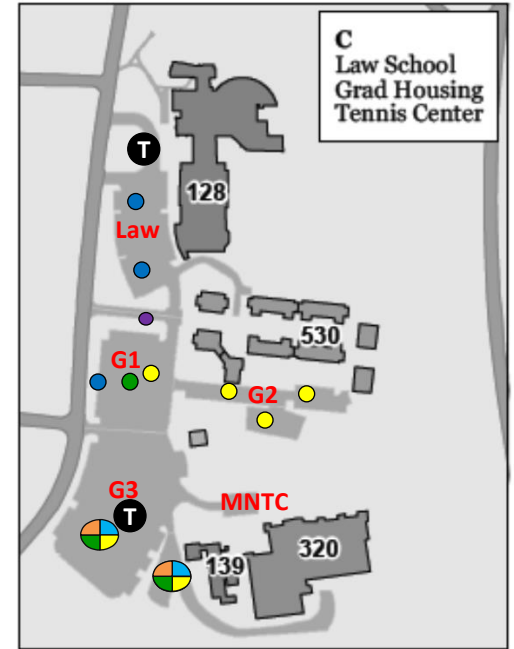 C
Law School
Grad Housing
Tennis Center
T
128
Law
530
G1
G2
G3
MNTC
T
320
139